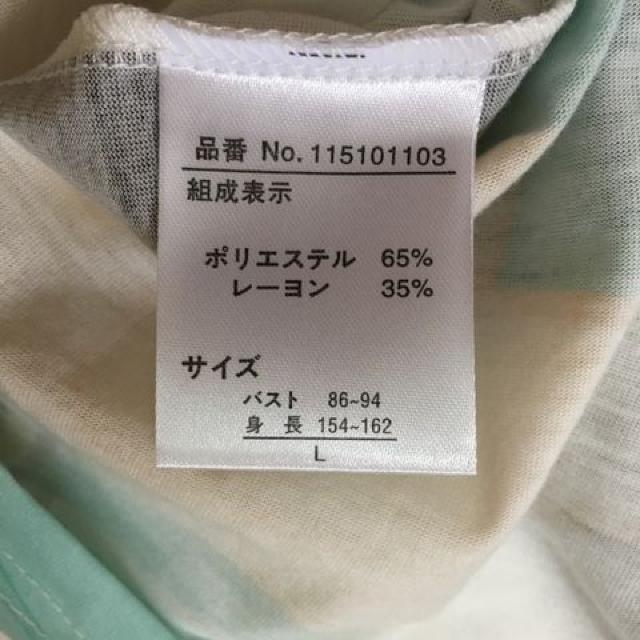 品番 No. 115101103
組成表示
ポリエステル 65%
レーヨン 35%
サイズ
バスト 86~94
身長 154~162
L